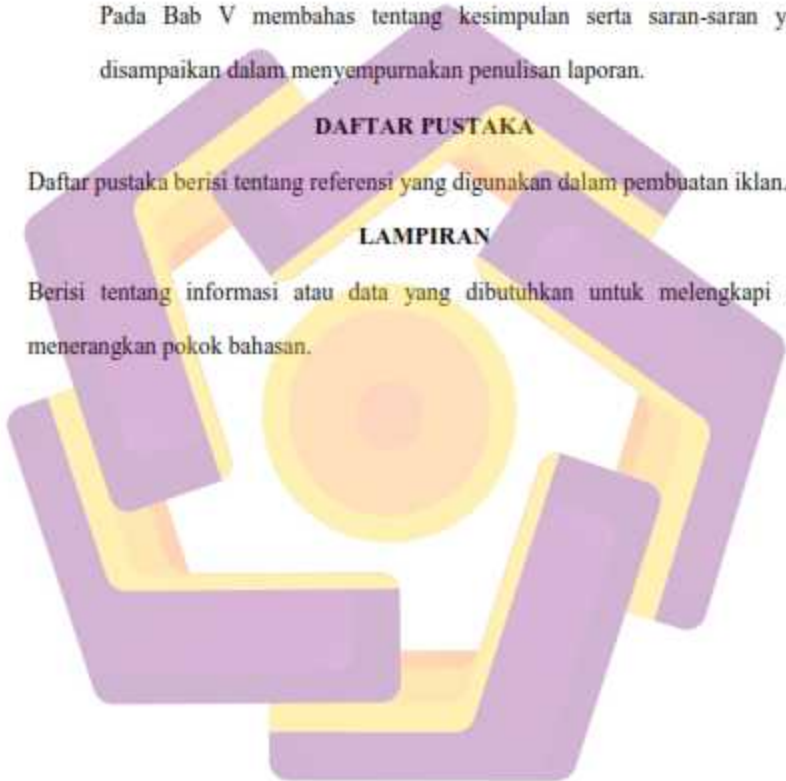 Pada Bab V membahas tentang kesimpulan serta saran-saran y
disampaikan dalam menyempurnakan penulisan laporan.
DAFTAR PUSTAKA
Daftar pustaka berisi tentang referensi yang digunakan dalam pembuatan iklan.
LAMPIRAN
Berisi tentang informasi atau data yang dibutuhkan untuk melengkapi
menerangkan pokok bahasan.